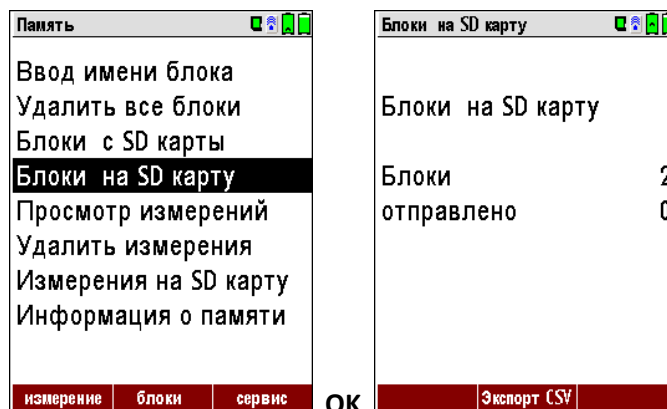 Память
Ввод имени блока
Удалить все блоки
Блоки с SD карты
Блоки на SD карту
Просмотр измерений
Удалить измерения
Измерения на SD карту
Информация о памяти
измерение блоки сервис
OK
Блоки на SD карту
Блоки на SD карту
Блоки 2
отправлено 0
Экспорт CSV